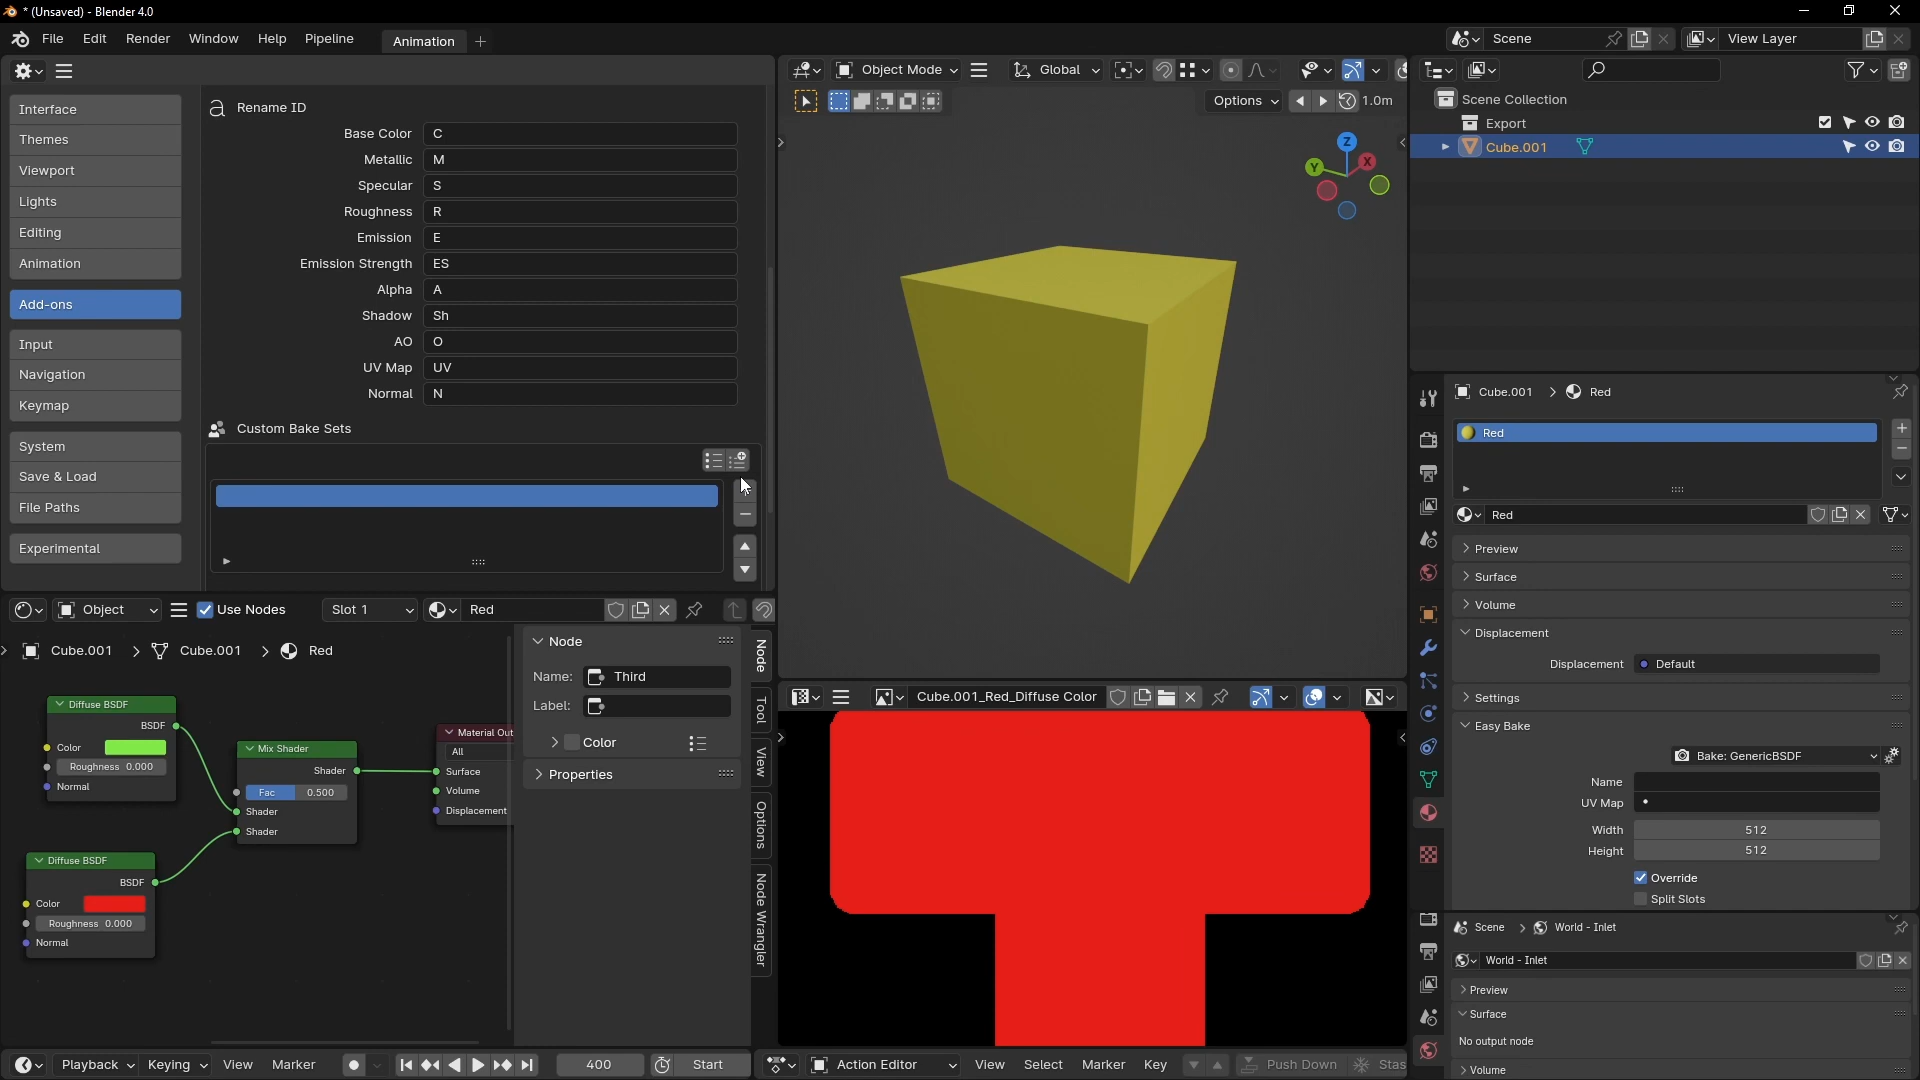 * (Unsaved) - Blender 4.0
File Edit Render Window Help Pipeline Animation
Scene
View Layer
Object Mode
Global
Options
1.0m
Interface
Themes
Viewport
Lights
Editing
Animation
Add-ons
Input
Navigation
Keymap
System
Save & Load
File Paths
Experimental
Rename ID
Base Color C
Metallic M
Specular S
Roughness R
Emission E
Emission Strength ES
Alpha A
Shadow Sh
AO O
UV Map UV
Normal N
Custom Bake Sets
Z
Y
X
Scene Collection
Export
Cube.001
Cube.001 Red
Red
Red
Preview
Surface
Volume
Displacement
Displacement Default
Settings
Easy Bake
Bake: GenericBSDF
Name
UV Map
Width 512
Height 512
Override
Split Slots
Scene World - Inlet
World - Inlet
Preview
Surface
No output node
Volume
Object Use Nodes Slot 1 Red
Cube.001 Cube.001 Red
Diffuse BSDF
BSDF
Color
Roughness 0.000
Normal
Mix Shader
Shader
Fac 0.500
Shader
Shader
Material Out
All
Surface
Volume
Displacement
Diffuse BSDF
BSDF
Color
Roughness 0.000
Normal
Node
Name: Third
Label:
Color
Properties
Node
Tool
View
Options
Node Wrangler
Cube.001_Red_Diffuse Color
Playback Keying View Marker 400 Start
Action Editor View Select Marker Key Push Down Stas